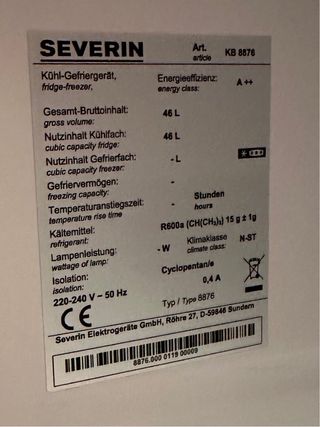 SEVERIN Art. KB 8876
article
Kühl-Gefriergerät, Energieeffizienz: A ++
fridge-freezer, energy class:
Gesamt-Bruttoinhalt: 46 L
gross volume:
Nutzinhalt Kühlfach: 46 L
cubic capacity fridge:
Nutzinhalt Gefrierfach: - L
cubic capacity freezer:
Gefriervermögen: -
freezing capacity:
Temperaturanstiegszeit: - Stunden
temperature rise time hours
Kältemittel: R600a (CH(CH₃)₃) 15 g ± 1g
refrigerant:
Lampenleistung: - W Klimaklasse N-ST
wattage of lamp: climate class:
Isolation: Cyclopentan/e
isolation:
220-240 V ~ 50 Hz 0,4 A
CE Typ / Type 8876
Severin Elektrogeräte GmbH, Röhre 27, D-59846 Sundern
8876.000 0119 00009